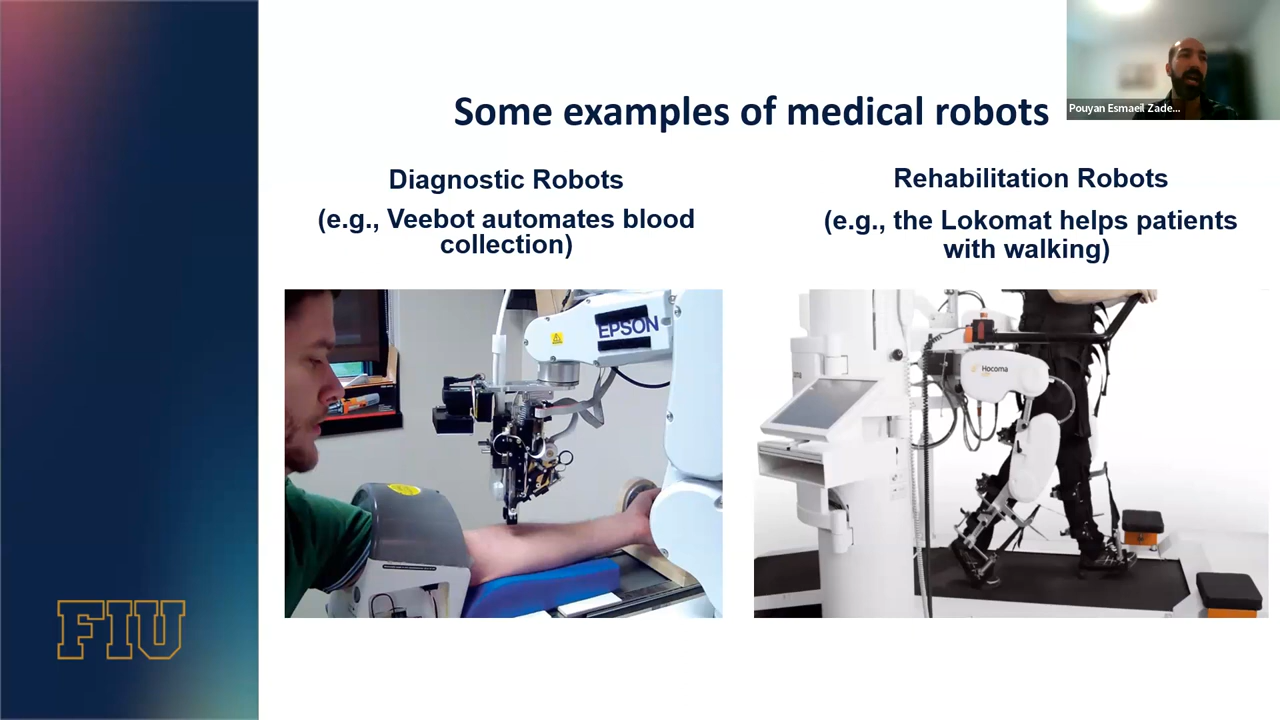 Some examples of medical robots
Pouyan Esmaeil Zade...
Diagnostic Robots
(e.g., Veebot automates blood
collection)
Rehabilitation Robots
(e.g., the Lokomat helps patients
with walking)
EPSON
Hocoma
FIU